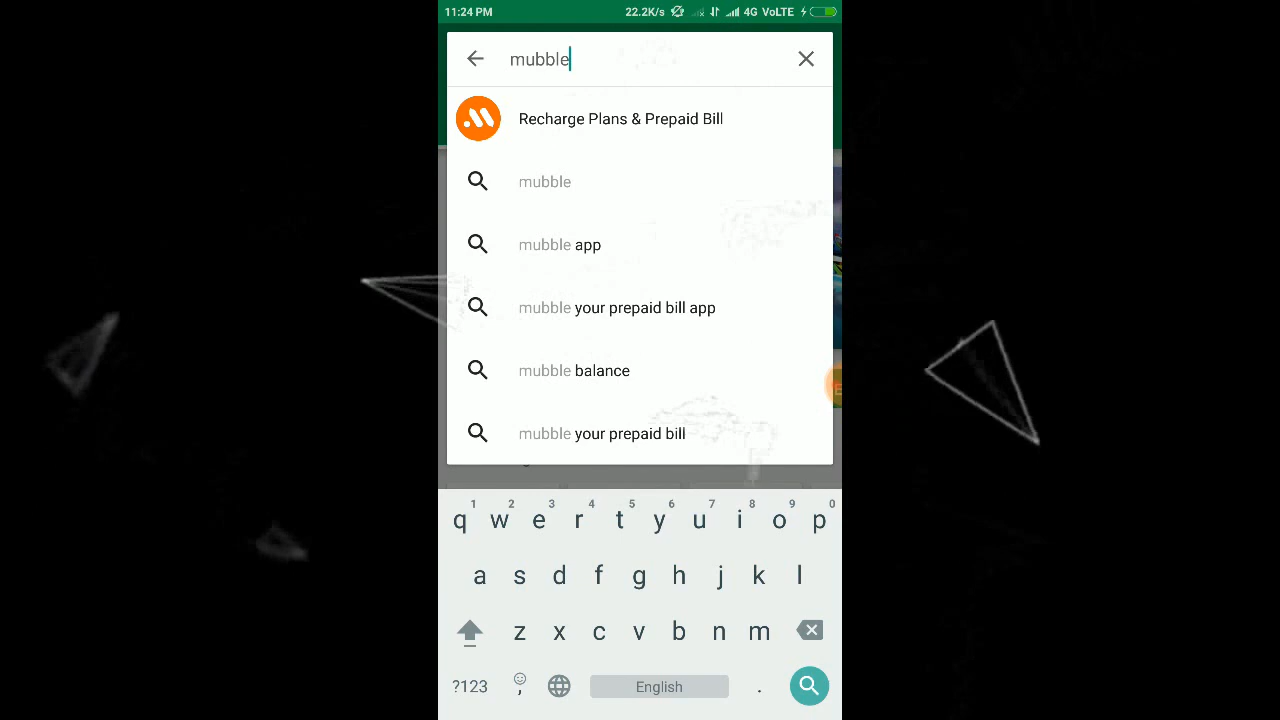 11:24 PM 22.2K/s 4G VoLTE
mubble
Recharge Plans & Prepaid Bill
mubble
mubble app
mubble your prepaid bill app
mubble balance
mubble your prepaid bill
1 2 3 4 5 6 7 8 9 0
q w e r t y u i o p
a s d f g h j k l
z x c v b n m
?123 , English .